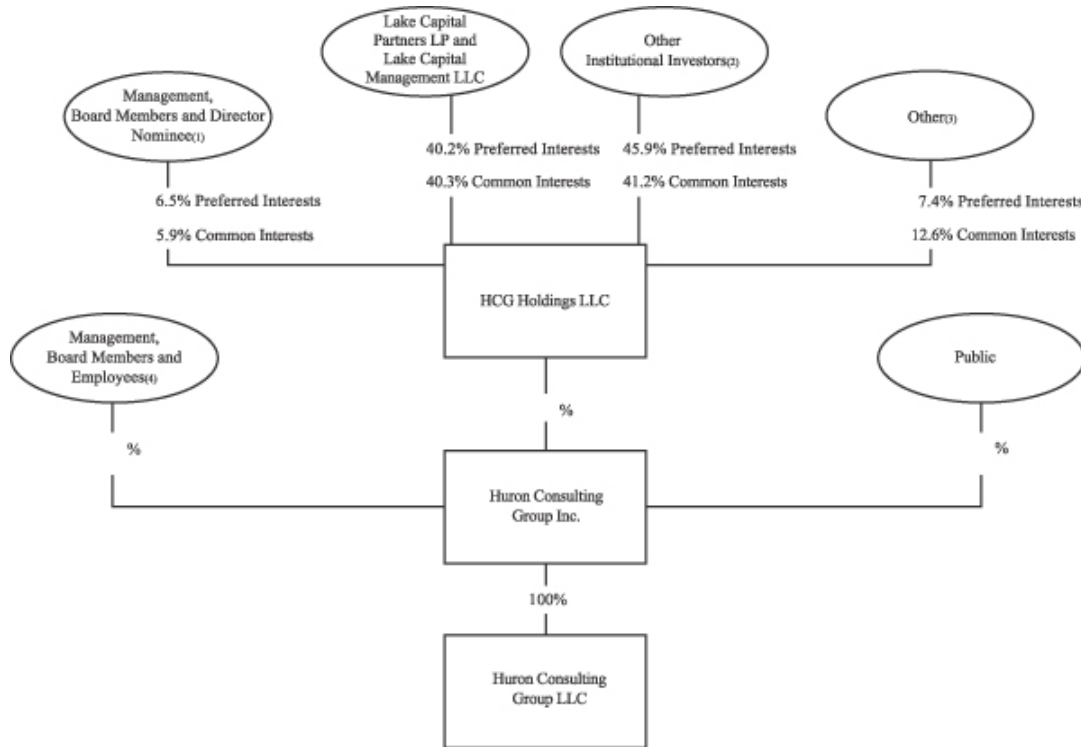 Lake Capital
Partners LP and
Lake Capital
Management LLC
Other
Institutional Investors(2)
Management,
Board Members and Director
Nominee(1)
Other(3)
40.2% Preferred Interests
40.3% Common Interests
45.9% Preferred Interests
41.2% Common Interests
6.5% Preferred Interests
5.9% Common Interests
7.4% Preferred Interests
12.6% Common Interests
HCG Holdings LLC
Management,
Board Members and
Employees(4)
Public
%
%
%
Huron Consulting
Group Inc.
100%
Huron Consulting
Group LLC